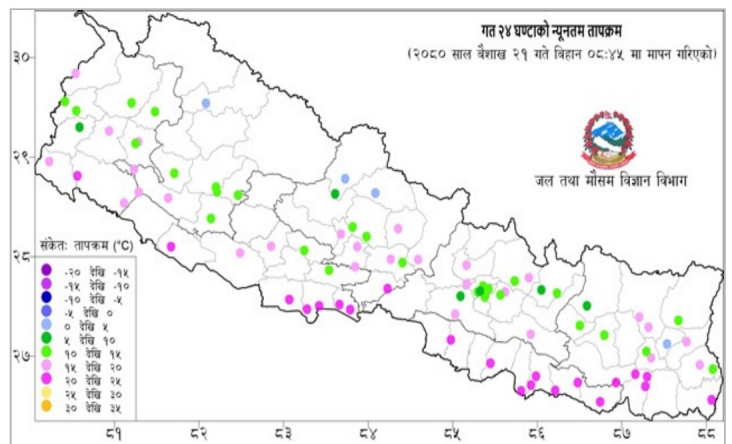 गत २४ घण्टाको न्यूनतम तापक्रम
(२०८० साल बैशाख २१ गते बिहान ०८:४५ मा मापन गरिएको)
जल तथा मौसम विज्ञान विभाग
३०
२९
२८
२७
संकेतः तापक्रम (°C)
-२० देखि -१५
-१५ देखि -१०
-१० देखि -५
-५ देखि ०
० देखि ५
५ देखि १०
१० देखि १५
१५ देखि २०
२० देखि २५
२५ देखि ३०
३० देखि ३५
८१ ८२ ८३ ८४ ८५ ८६ ८७ ८८